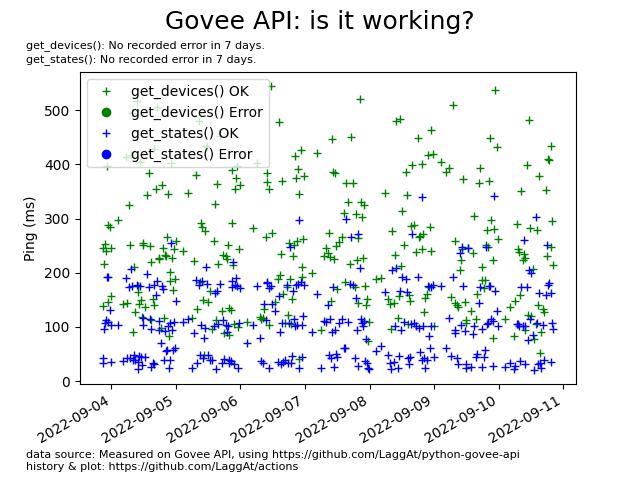 Govee API: is it working?
get_devices(): No recorded error in 7 days.
get_states(): No recorded error in 7 days.
get_devices() OK
get_devices() Error
get_states() OK
get_states() Error
Ping (ms)
500
400
300
200
100
0
2022-09-04
2022-09-05
2022-09-06
2022-09-07
2022-09-08
2022-09-09
2022-09-10
2022-09-11
data source: Measured on Govee API, using https://github.com/LaggAt/python-govee-api
history & plot: https://github.com/LaggAt/actions